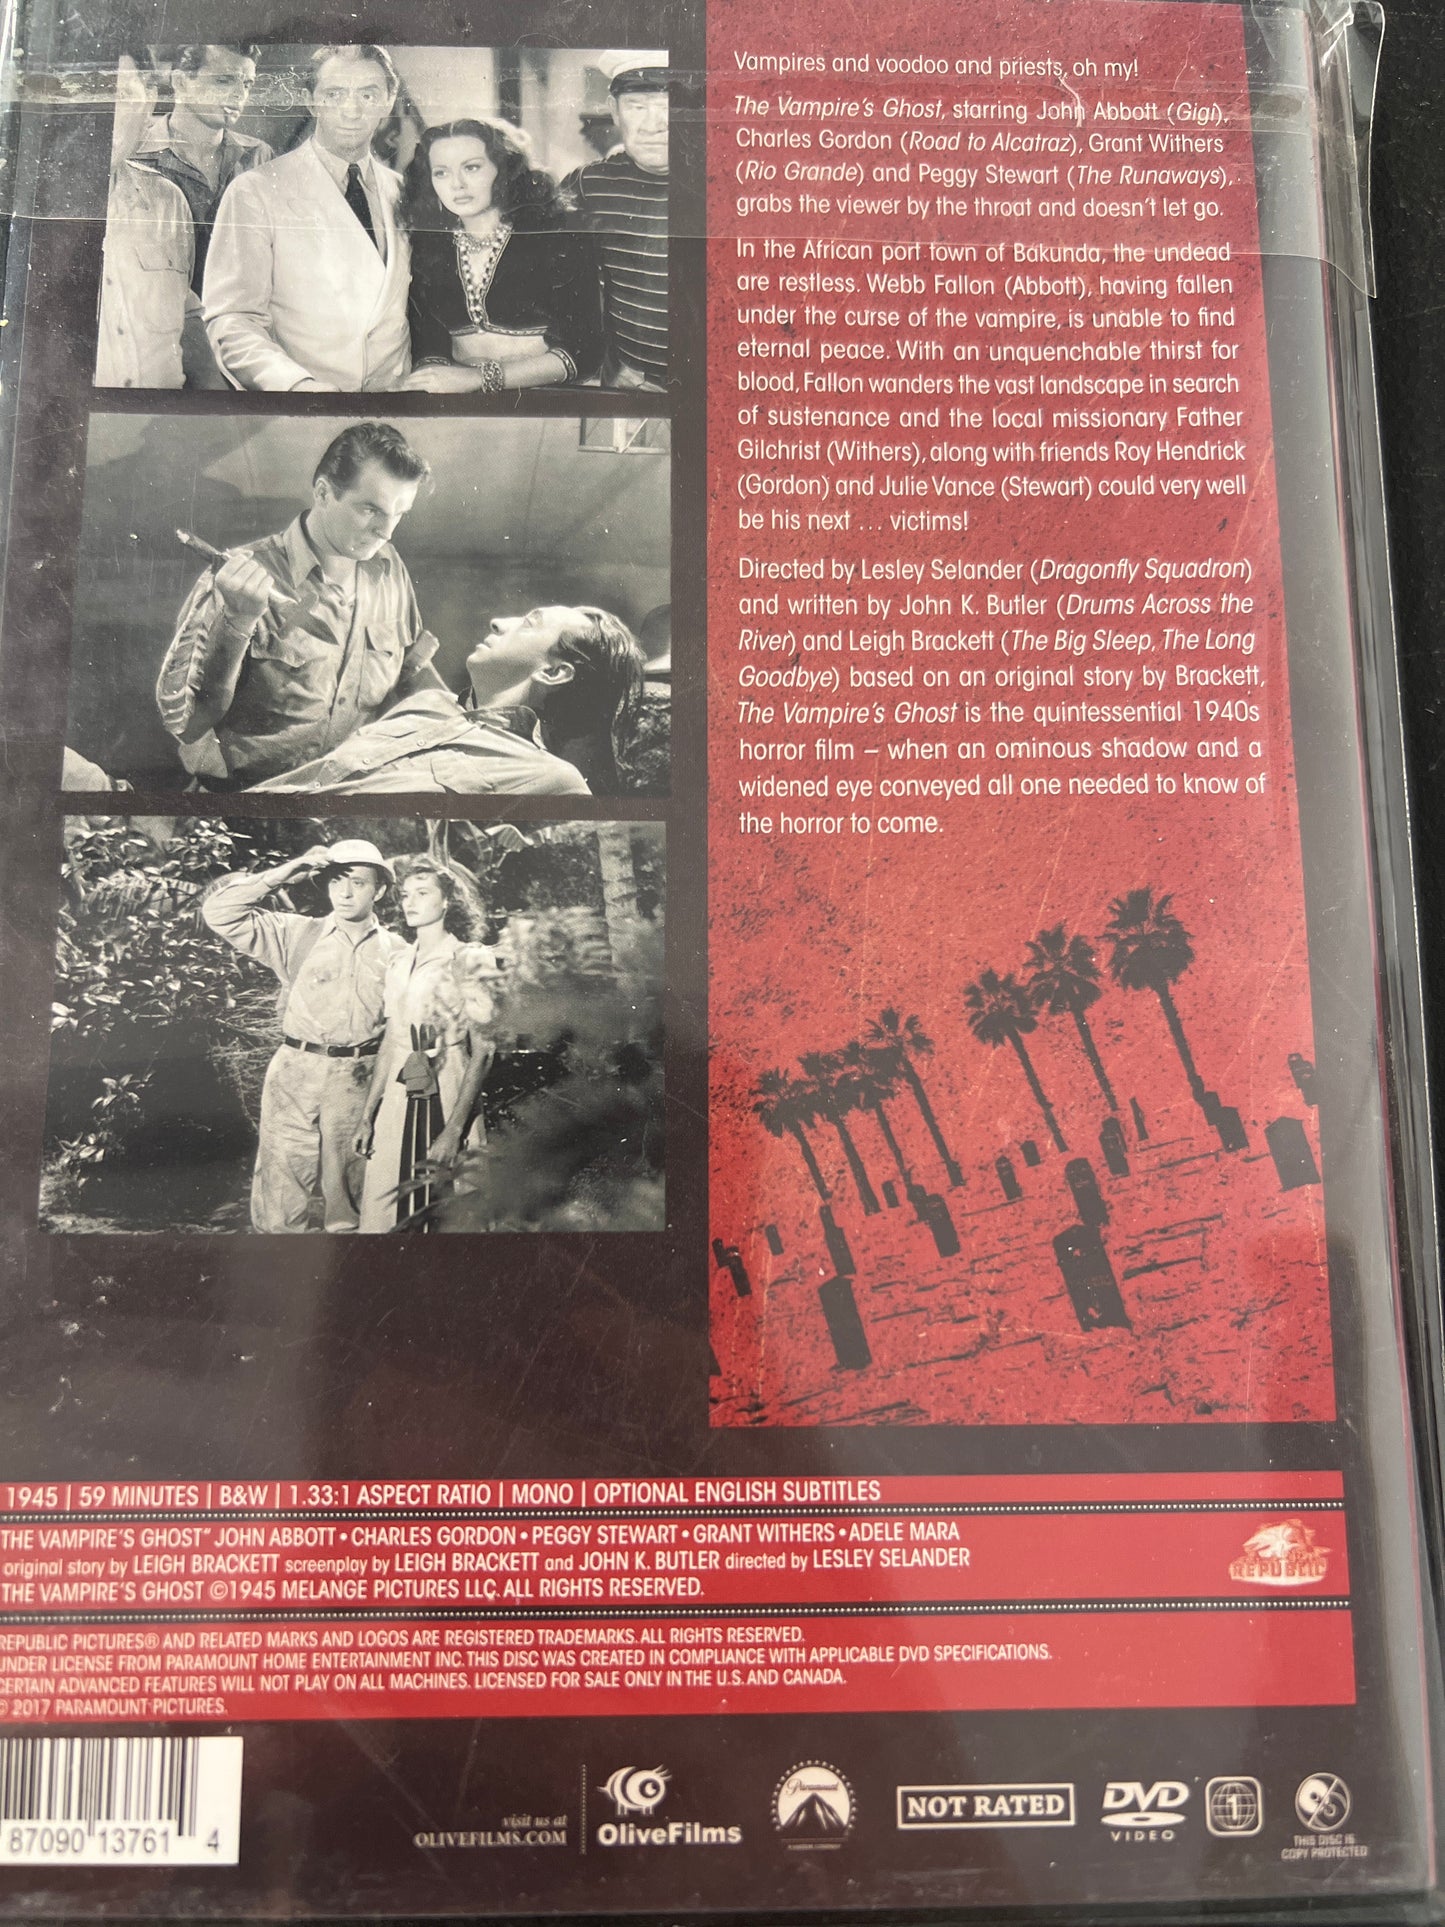 Vampires and voodoo and priests, oh my!
The Vampire's Ghost, starring John Abbott (Gigi),
Charles Gordon (Road to Alcatraz), Grant Withers
(Rio Grande) and Peggy Stewart (The Runaways),
grabs the viewer by the throat and doesn't let go.
In the African port town of Bakunda, the undead
are restless. Webb Fallon (Abbott), having fallen
under the curse of the vampire, is unable to find
eternal peace. With an unquenchable thirst for
blood, Fallon wanders the vast landscape in search
of sustenance and the local missionary Father
Gilchrist (Withers), along with friends Roy Hendrick
(Gordon) and Julie Vance (Stewart) could very well
be his next ... victims!
Directed by Lesley Selander (Dragonfly Squadron)
and written by John K. Butler (Drums Across the
River) and Leigh Brackett (The Big Sleep, The Long
Goodbye) based on an original story by Brackett,
The Vampire's Ghost is the quintessential 1940s
horror film – when an ominous shadow and a
widened eye conveyed all one needed to know of
the horror to come.
1945 | 59 MINUTES | B&W | 1.33:1 ASPECT RATIO | MONO | OPTIONAL ENGLISH SUBTITLES
THE VAMPIRE'S GHOST" JOHN ABBOTT • CHARLES GORDON • PEGGY STEWART • GRANT WITHERS • ADELE MARA
original story by LEIGH BRACKETT screenplay by LEIGH BRACKETT and JOHN K. BUTLER directed by LESLEY SELANDER
THE VAMPIRE'S GHOST ©1945 MELANGE PICTURES LLC. ALL RIGHTS RESERVED.
REPUBLIC
REPUBLIC PICTURES® AND RELATED MARKS AND LOGOS ARE REGISTERED TRADEMARKS. ALL RIGHTS RESERVED.
UNDER LICENSE FROM PARAMOUNT HOME ENTERTAINMENT INC. THIS DISC WAS CREATED IN COMPLIANCE WITH APPLICABLE DVD SPECIFICATIONS.
CERTAIN ADVANCED FEATURES WILL NOT PLAY ON ALL MACHINES. LICENSED FOR SALE ONLY IN THE U.S. AND CANADA.
© 2017 PARAMOUNT PICTURES.
87090 13761 4
visit us at
OLIVEFILMS.COM
OliveFilms
Paramount
NOT RATED
DVD
VIDEO
1
THIS DISC IS
COPY PROTECTED